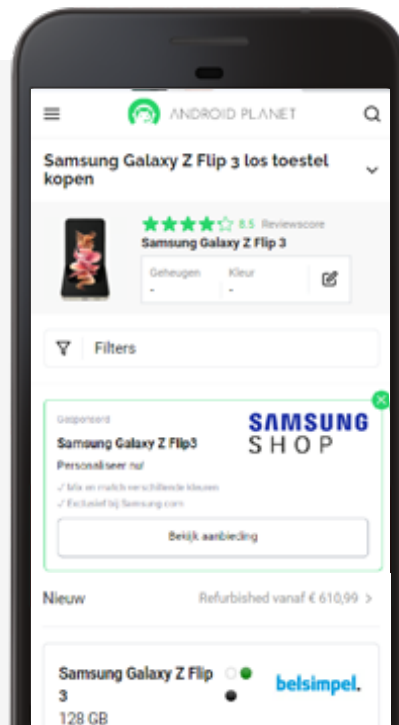 ANDROID PLANET
Samsung Galaxy Z Flip 3 los toestel
kopen
8.5 Reviewscore
Samsung Galaxy Z Flip 3
Geheugen Kleur
- -
Filters
Gesponsord
SAMSUNG
SHOP
Samsung Galaxy Z Flip3
Personaliseer nu!
✓ Mix en match verschillende kleuren
✓ Exclusief bij Samsung.com
Bekijk aanbieding
Nieuw Refurbished vanaf € 610,99 >
Samsung Galaxy Z Flip
3
belsimpel.
128 GB